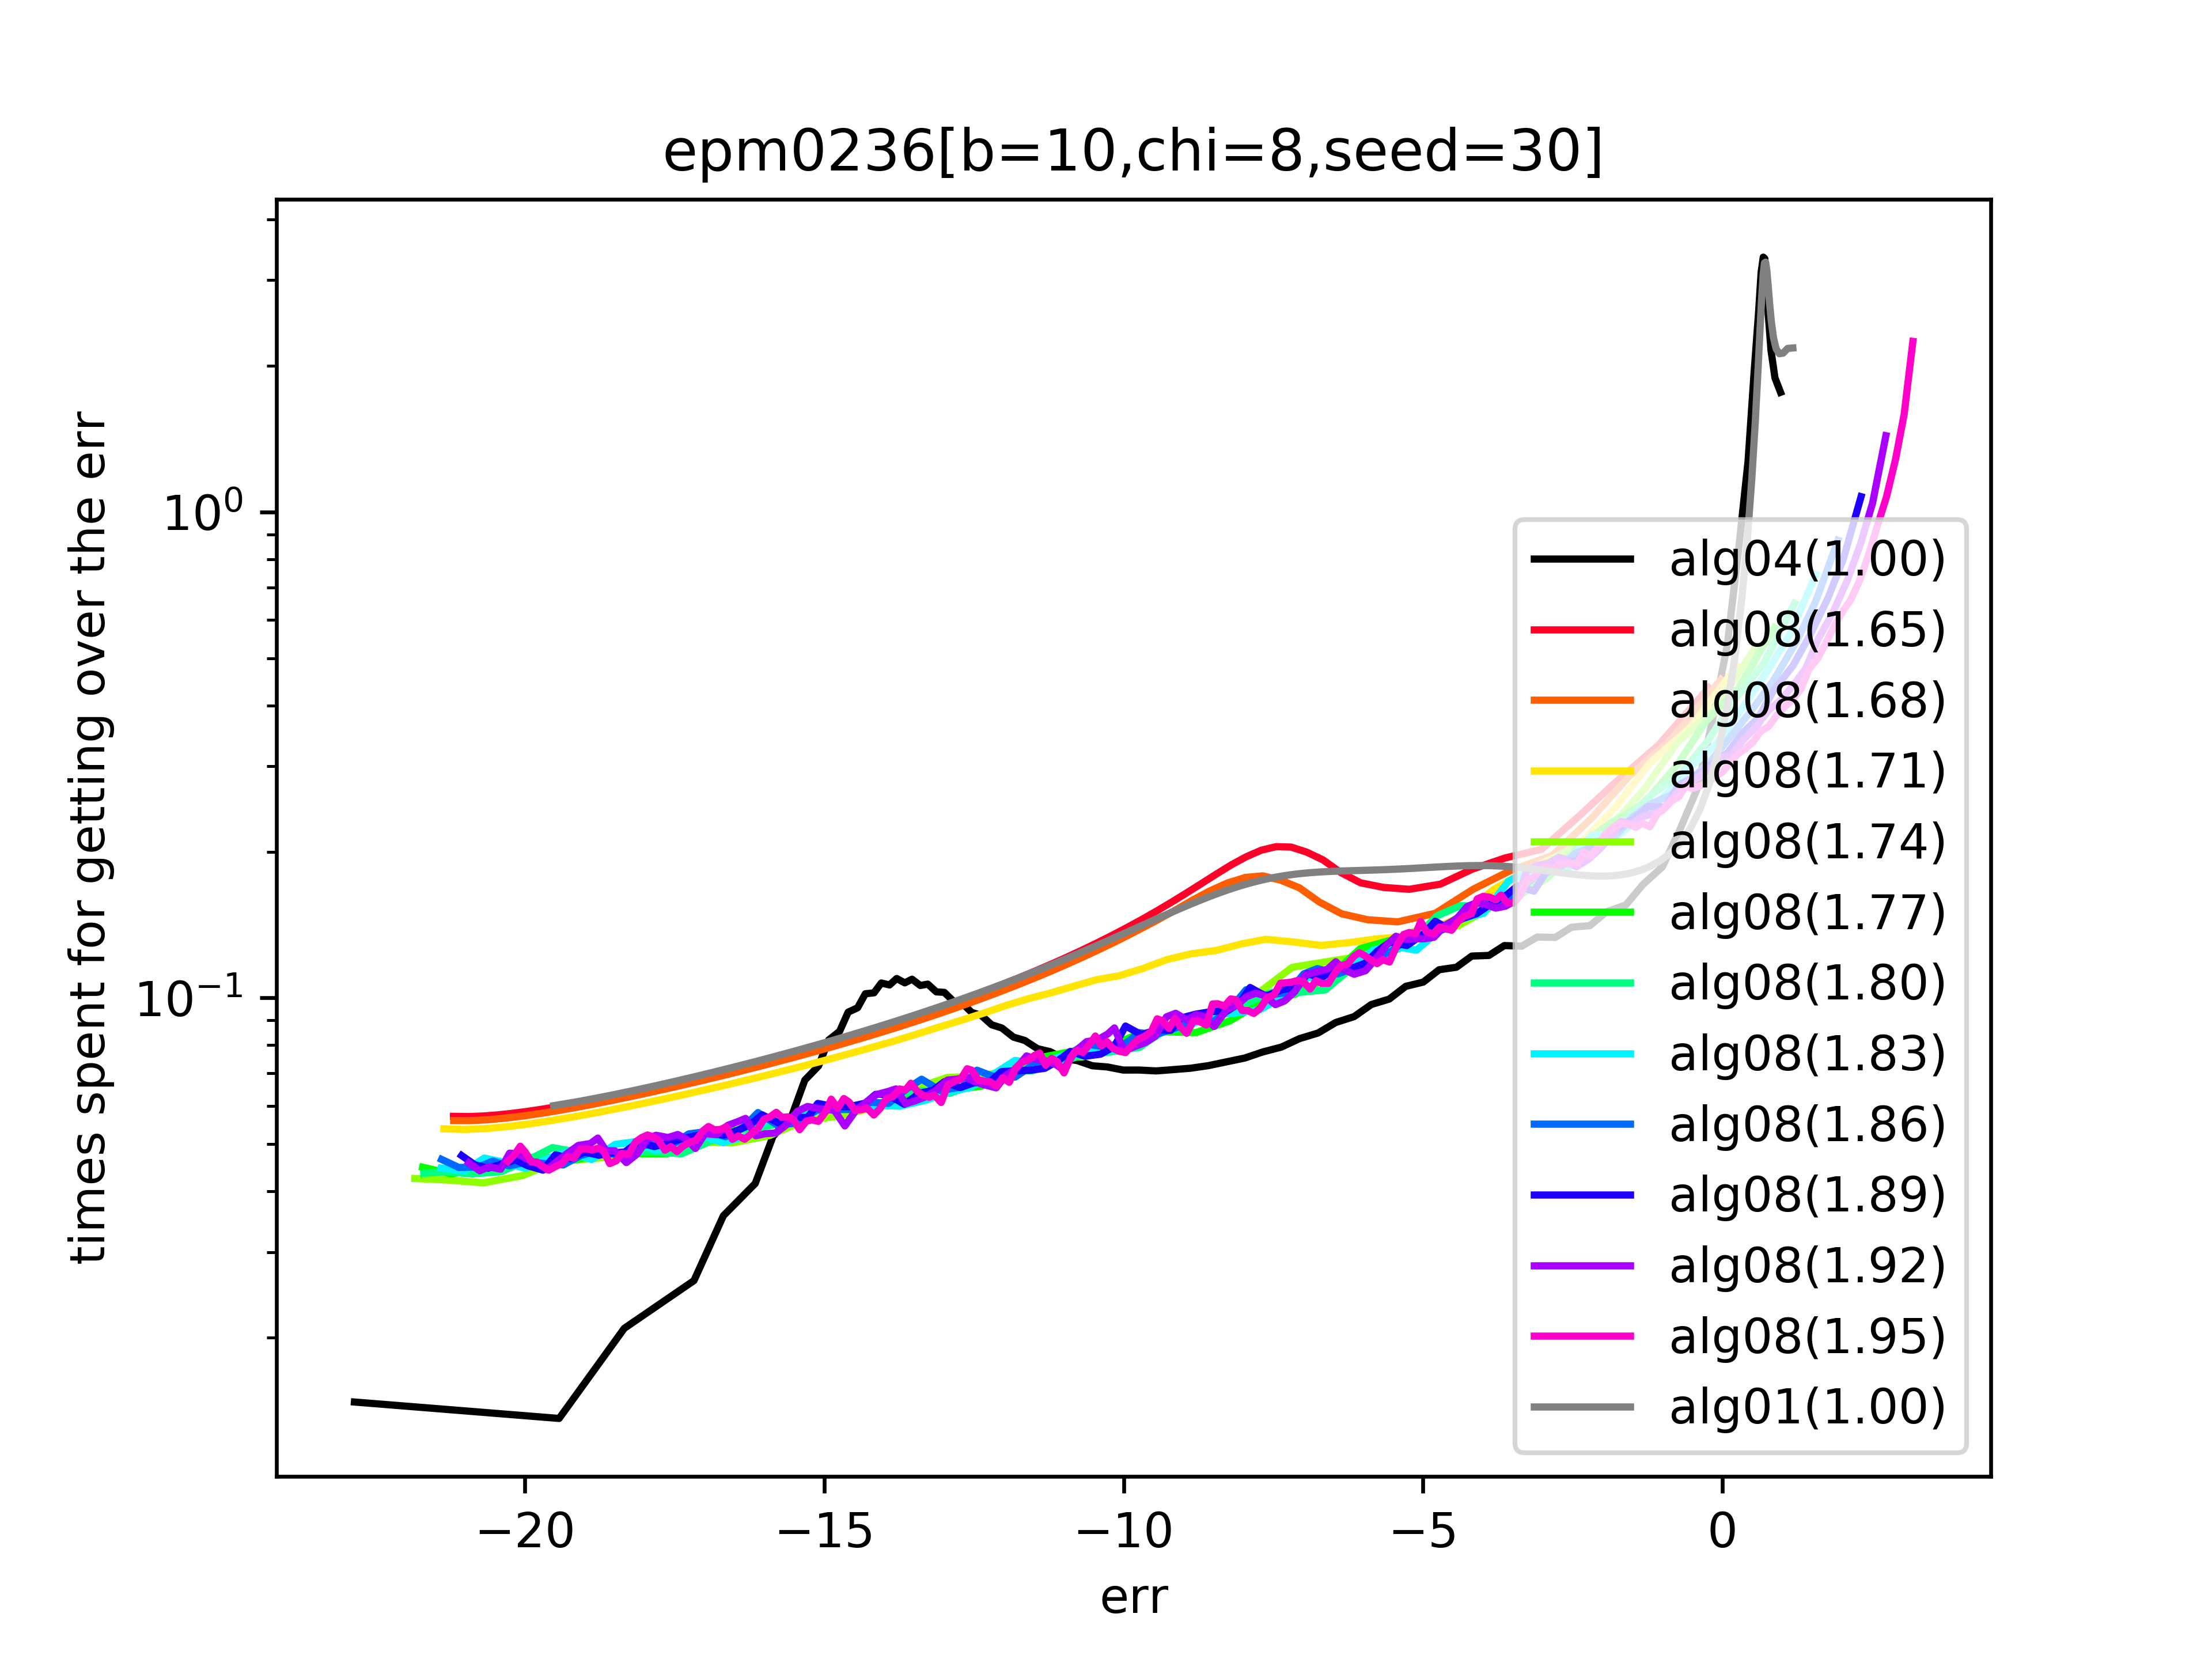 epm0236[b=10,chi=8,seed=30]
times spent for getting over the err
10⁰
10⁻¹
alg04(1.00)
alg08(1.65)
alg08(1.68)
alg08(1.71)
alg08(1.74)
alg08(1.77)
alg08(1.80)
alg08(1.83)
alg08(1.86)
alg08(1.89)
alg08(1.92)
alg08(1.95)
alg01(1.00)
−20 −15 −10 −5 0
err